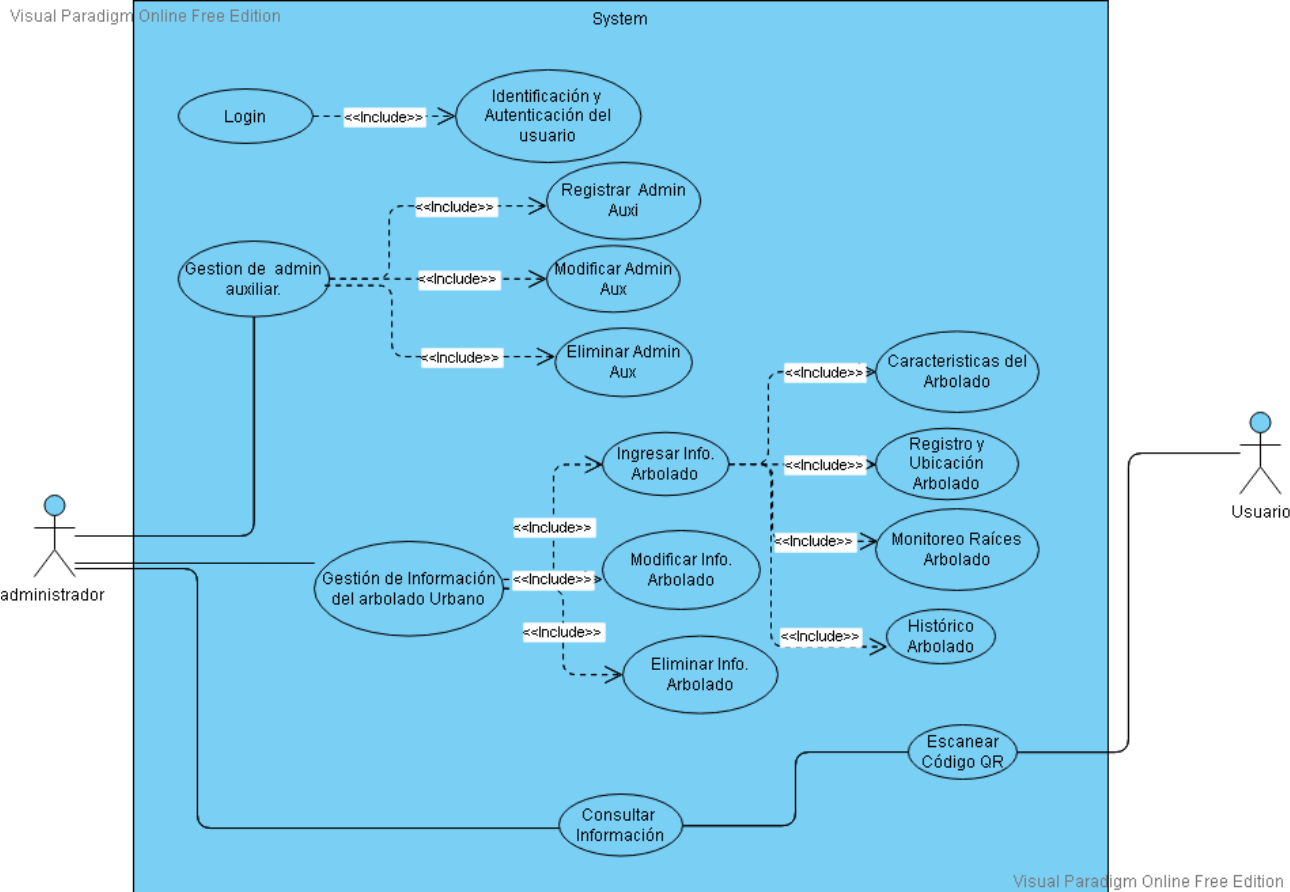 Visual Paradigm Online Free Edition
System
Login
<<Include>>
Identificación y
Autenticación del
usuario
<<Include>>
Registrar Admin
Auxi
Gestion de admin
auxiliar.
<<Include>>
Modificar Admin
Aux
<<Include>>
Eliminar Admin
Aux
<<Include>>
Caracteristicas del
Arbolado
Ingresar Info.
Arbolado
<<Include>>
Registro y
Ubicación
Arbolado
Usuario
<<Include>>
<<Include>>
Monitoreo Raíces
Arbolado
administrador
Gestión de Información
del arbolado Urbano
<<Include>>
Modificar Info.
Arbolado
<<Include>>
<<Include>>
Histórico
Arbolado
Eliminar Info.
Arbolado
Escanear
Código QR
Consultar
Información
Visual Paradigm Online Free Edition